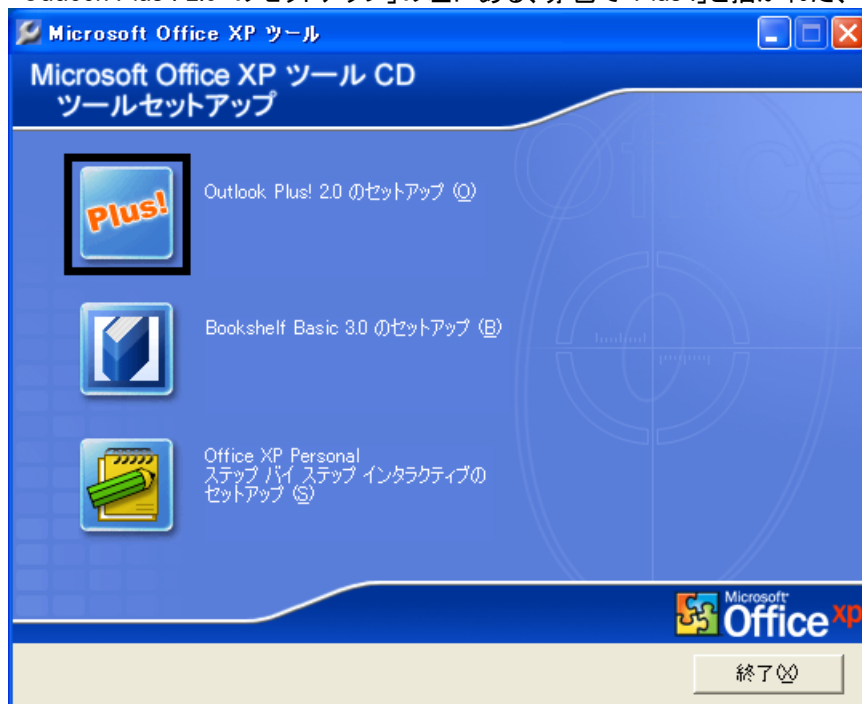 Microsoft Office XP ツール
Microsoft Office XP ツール CD
ツールセットアップ
Plus!
Outlook Plus! 2.0 のセットアップ (O)
Bookshelf Basic 3.0 のセットアップ (B)
Office XP Personal
ステップ バイ ステップ インタラクティブの
セットアップ (S)
Office
Microsoft
Office xp
終了(X)